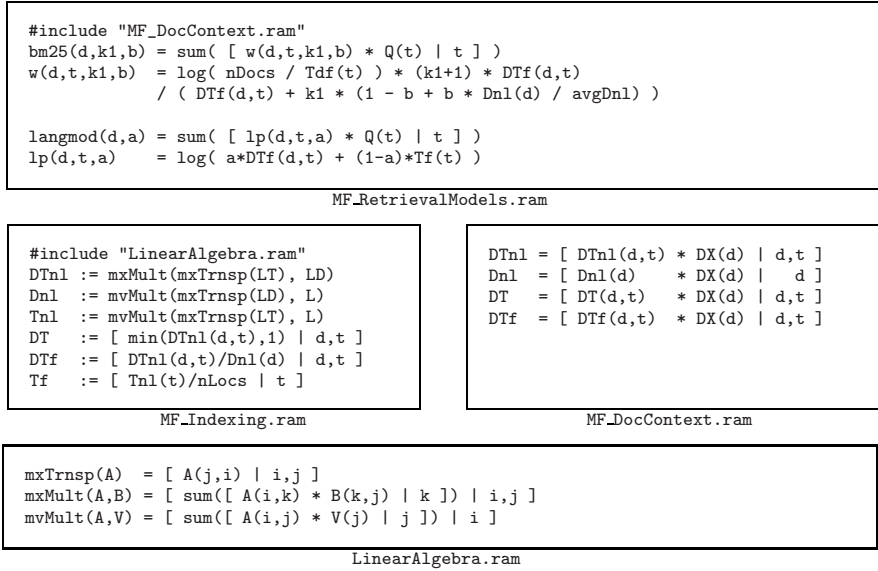 #include "MF_DocContext.ram"
bm25(d,k1,b) = sum( [ w(d,t,k1,b) * Q(t) | t ] )
w(d,t,k1,b)  = log( nDocs / Tdf(t) ) * (k1+1) * DTf(d,t)
/ ( DTf(d,t) + k1 * (1 - b + b * Dnl(d) / avgDnl) )
langmod(d,a) = sum( [ lp(d,t,a) * Q(t) | t ] )
lp(d,t,a)    = log( a*DTf(d,t) + (1-a)*Tf(t) )
MF_RetrievalModels.ram
#include "LinearAlgebra.ram"
DTnl := mxMult(mxTrnsp(LT), LD)
Dnl  := mvMult(mxTrnsp(LD), L)
Tnl  := mvMult(mxTrnsp(LT), L)
DT   := [ min(DTnl(d,t),1) | d,t ]
DTf  := [ DTnl(d,t)/Dnl(d) | d,t ]
Tf   := [ Tnl(t)/nLocs | t ]
MF_Indexing.ram
DTnl = [ DTnl(d,t) * DX(d) | d,t ]
Dnl  = [ Dnl(d)    * DX(d) |   d ]
DT   = [ DT(d,t)   * DX(d) | d,t ]
DTf  = [ DTf(d,t)  * DX(d) | d,t ]
MF_DocContext.ram
mxTrnsp(A)  = [ A(j,i) | i,j ]
mxMult(A,B) = [ sum([ A(i,k) * B(k,j) | k ]) | i,j ]
mvMult(A,V) = [ sum([ A(i,j) * V(j) | j ]) | i ]
LinearAlgebra.ram